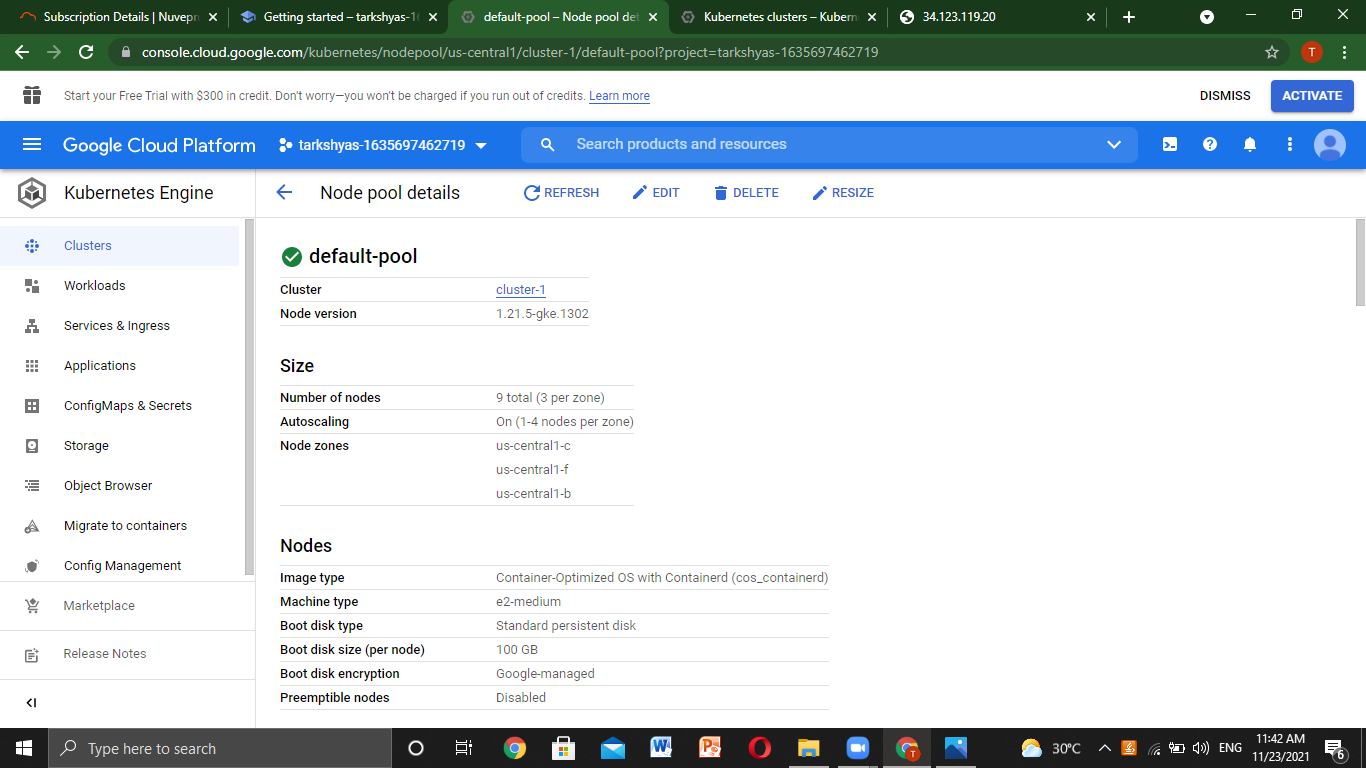 Subscription Details | Nuvepro
Getting started – tarkshyas-16
default-pool – Node pool det
Kubernetes clusters – Kubern
34.123.119.20
console.cloud.google.com/kubernetes/nodepool/us-central1/cluster-1/default-pool?project=tarkshyas-1635697462719
T
Start your Free Trial with $300 in credit. Don't worry—you won't be charged if you run out of credits. Learn more
DISMISS
ACTIVATE
Google Cloud Platform
tarkshyas-1635697462719
Search products and resources
Kubernetes Engine
Node pool details
REFRESH
EDIT
DELETE
RESIZE
Clusters
Workloads
Services & Ingress
Applications
ConfigMaps & Secrets
Storage
Object Browser
Migrate to containers
Config Management
Marketplace
Release Notes
default-pool
Cluster cluster-1
Node version 1.21.5-gke.1302
Size
Number of nodes 9 total (3 per zone)
Autoscaling On (1-4 nodes per zone)
Node zones us-central1-c
us-central1-f
us-central1-b
Nodes
Image type Container-Optimized OS with Containerd (cos_containerd)
Machine type e2-medium
Boot disk type Standard persistent disk
Boot disk size (per node) 100 GB
Boot disk encryption Google-managed
Preemptible nodes Disabled
Type here to search
30°C
ENG
11:42 AM
11/23/2021
6